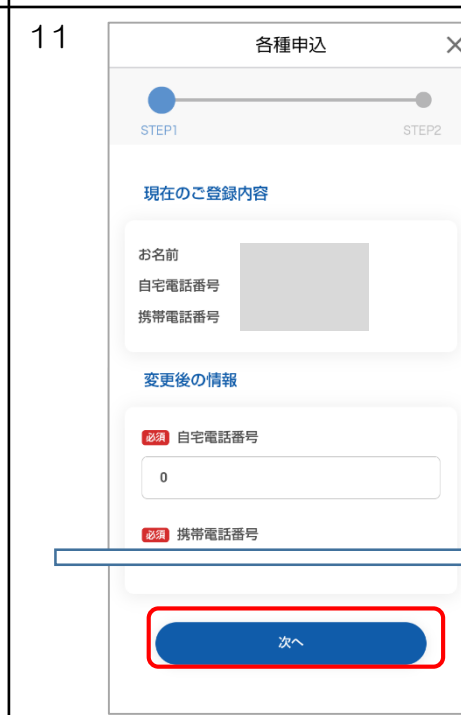 11
各種申込
STEP1 STEP2
現在のご登録内容
お名前
自宅電話番号
携帯電話番号
変更後の情報
必須 自宅電話番号
0
必須 携帯電話番号
次へ